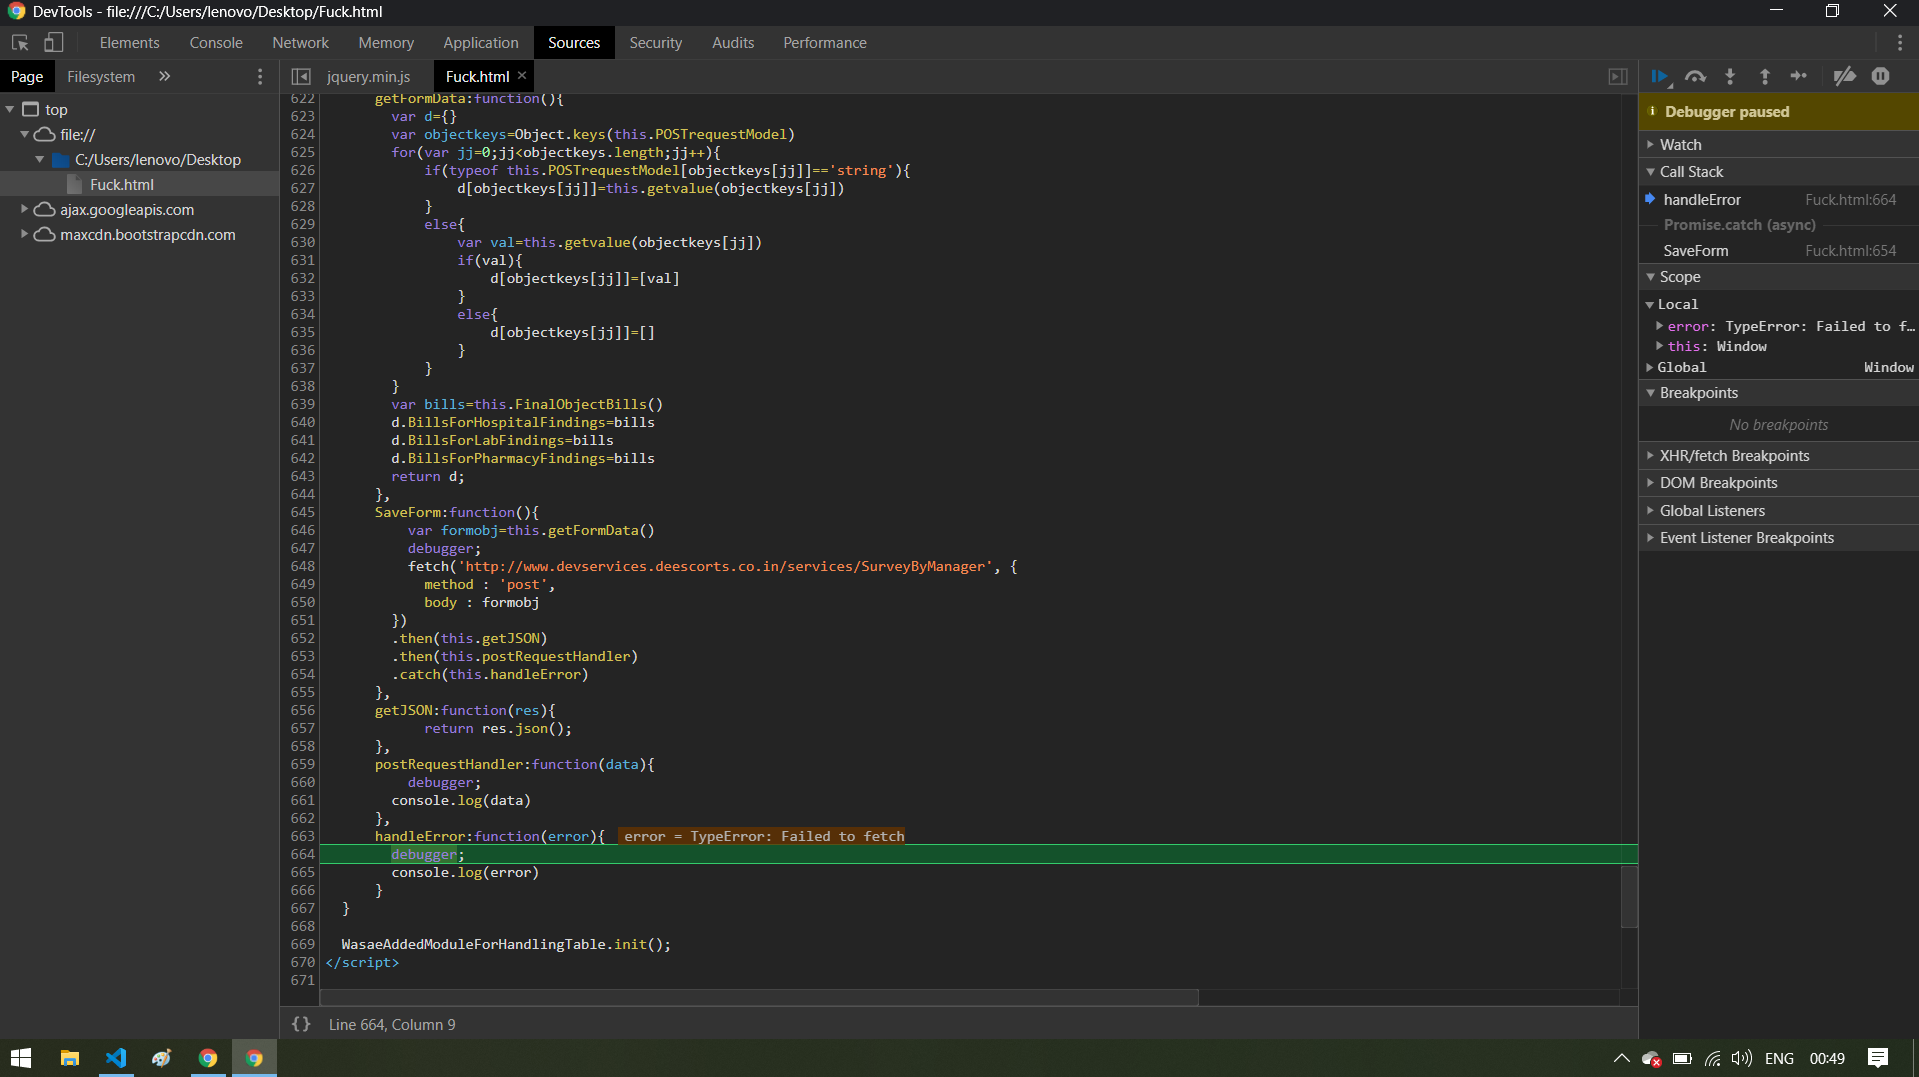 DevTools - file:///C:/Users/lenovo/Desktop/Fuck.html
Elements Console Network Memory Application Sources Security Audits Performance
Page Filesystem »
top
file://
C:/Users/lenovo/Desktop
Fuck.html
ajax.googleapis.com
maxcdn.bootstrapcdn.com
jquery.min.js Fuck.html ×
622 getFormData:function(){
623 var d={}
624 var objectkeys=Object.keys(this.POSTrequestModel)
625 for(var jj=0;jj<objectkeys.length;jj++){
626 if(typeof this.POSTrequestModel[objectkeys[jj]]=='string'){
627 d[objectkeys[jj]]=this.getvalue(objectkeys[jj])
628 }
629 else{
630 var val=this.getvalue(objectkeys[jj])
631 if(val){
632 d[objectkeys[jj]]=[val]
633 }
634 else{
635 d[objectkeys[jj]]=[]
636 }
637 }
638 }
639 var bills=this.FinalObjectBills()
640 d.BillsForHospitalFindings=bills
641 d.BillsForLabFindings=bills
642 d.BillsForPharmacyFindings=bills
643 return d;
644 },
645 SaveForm:function(){
646 var formobj=this.getFormData()
647 debugger;
648 fetch('http://www.devservices.deescorts.co.in/services/SurveyByManager', {
649 method : 'post',
650 body : formobj
651 })
652 .then(this.getJSON)
653 .then(this.postRequestHandler)
654 .catch(this.handleError)
655 },
656 getJSON:function(res){
657 return res.json();
658 },
659 postRequestHandler:function(data){
660 debugger;
661 console.log(data)
662 },
663 handleError:function(error){ error = TypeError: Failed to fetch
664 debugger;
665 console.log(error)
666 }
667 }
668
669 WasaeAddedModuleForHandlingTable.init();
670 </script>
671
{} Line 664, Column 9
Debugger paused
Watch
Call Stack
handleError Fuck.html:664
Promise.catch (async)
SaveForm Fuck.html:654
Scope
Local
error: TypeError: Failed to f…
this: Window
Global Window
Breakpoints
No breakpoints
XHR/fetch Breakpoints
DOM Breakpoints
Global Listeners
Event Listener Breakpoints
ENG 00:49